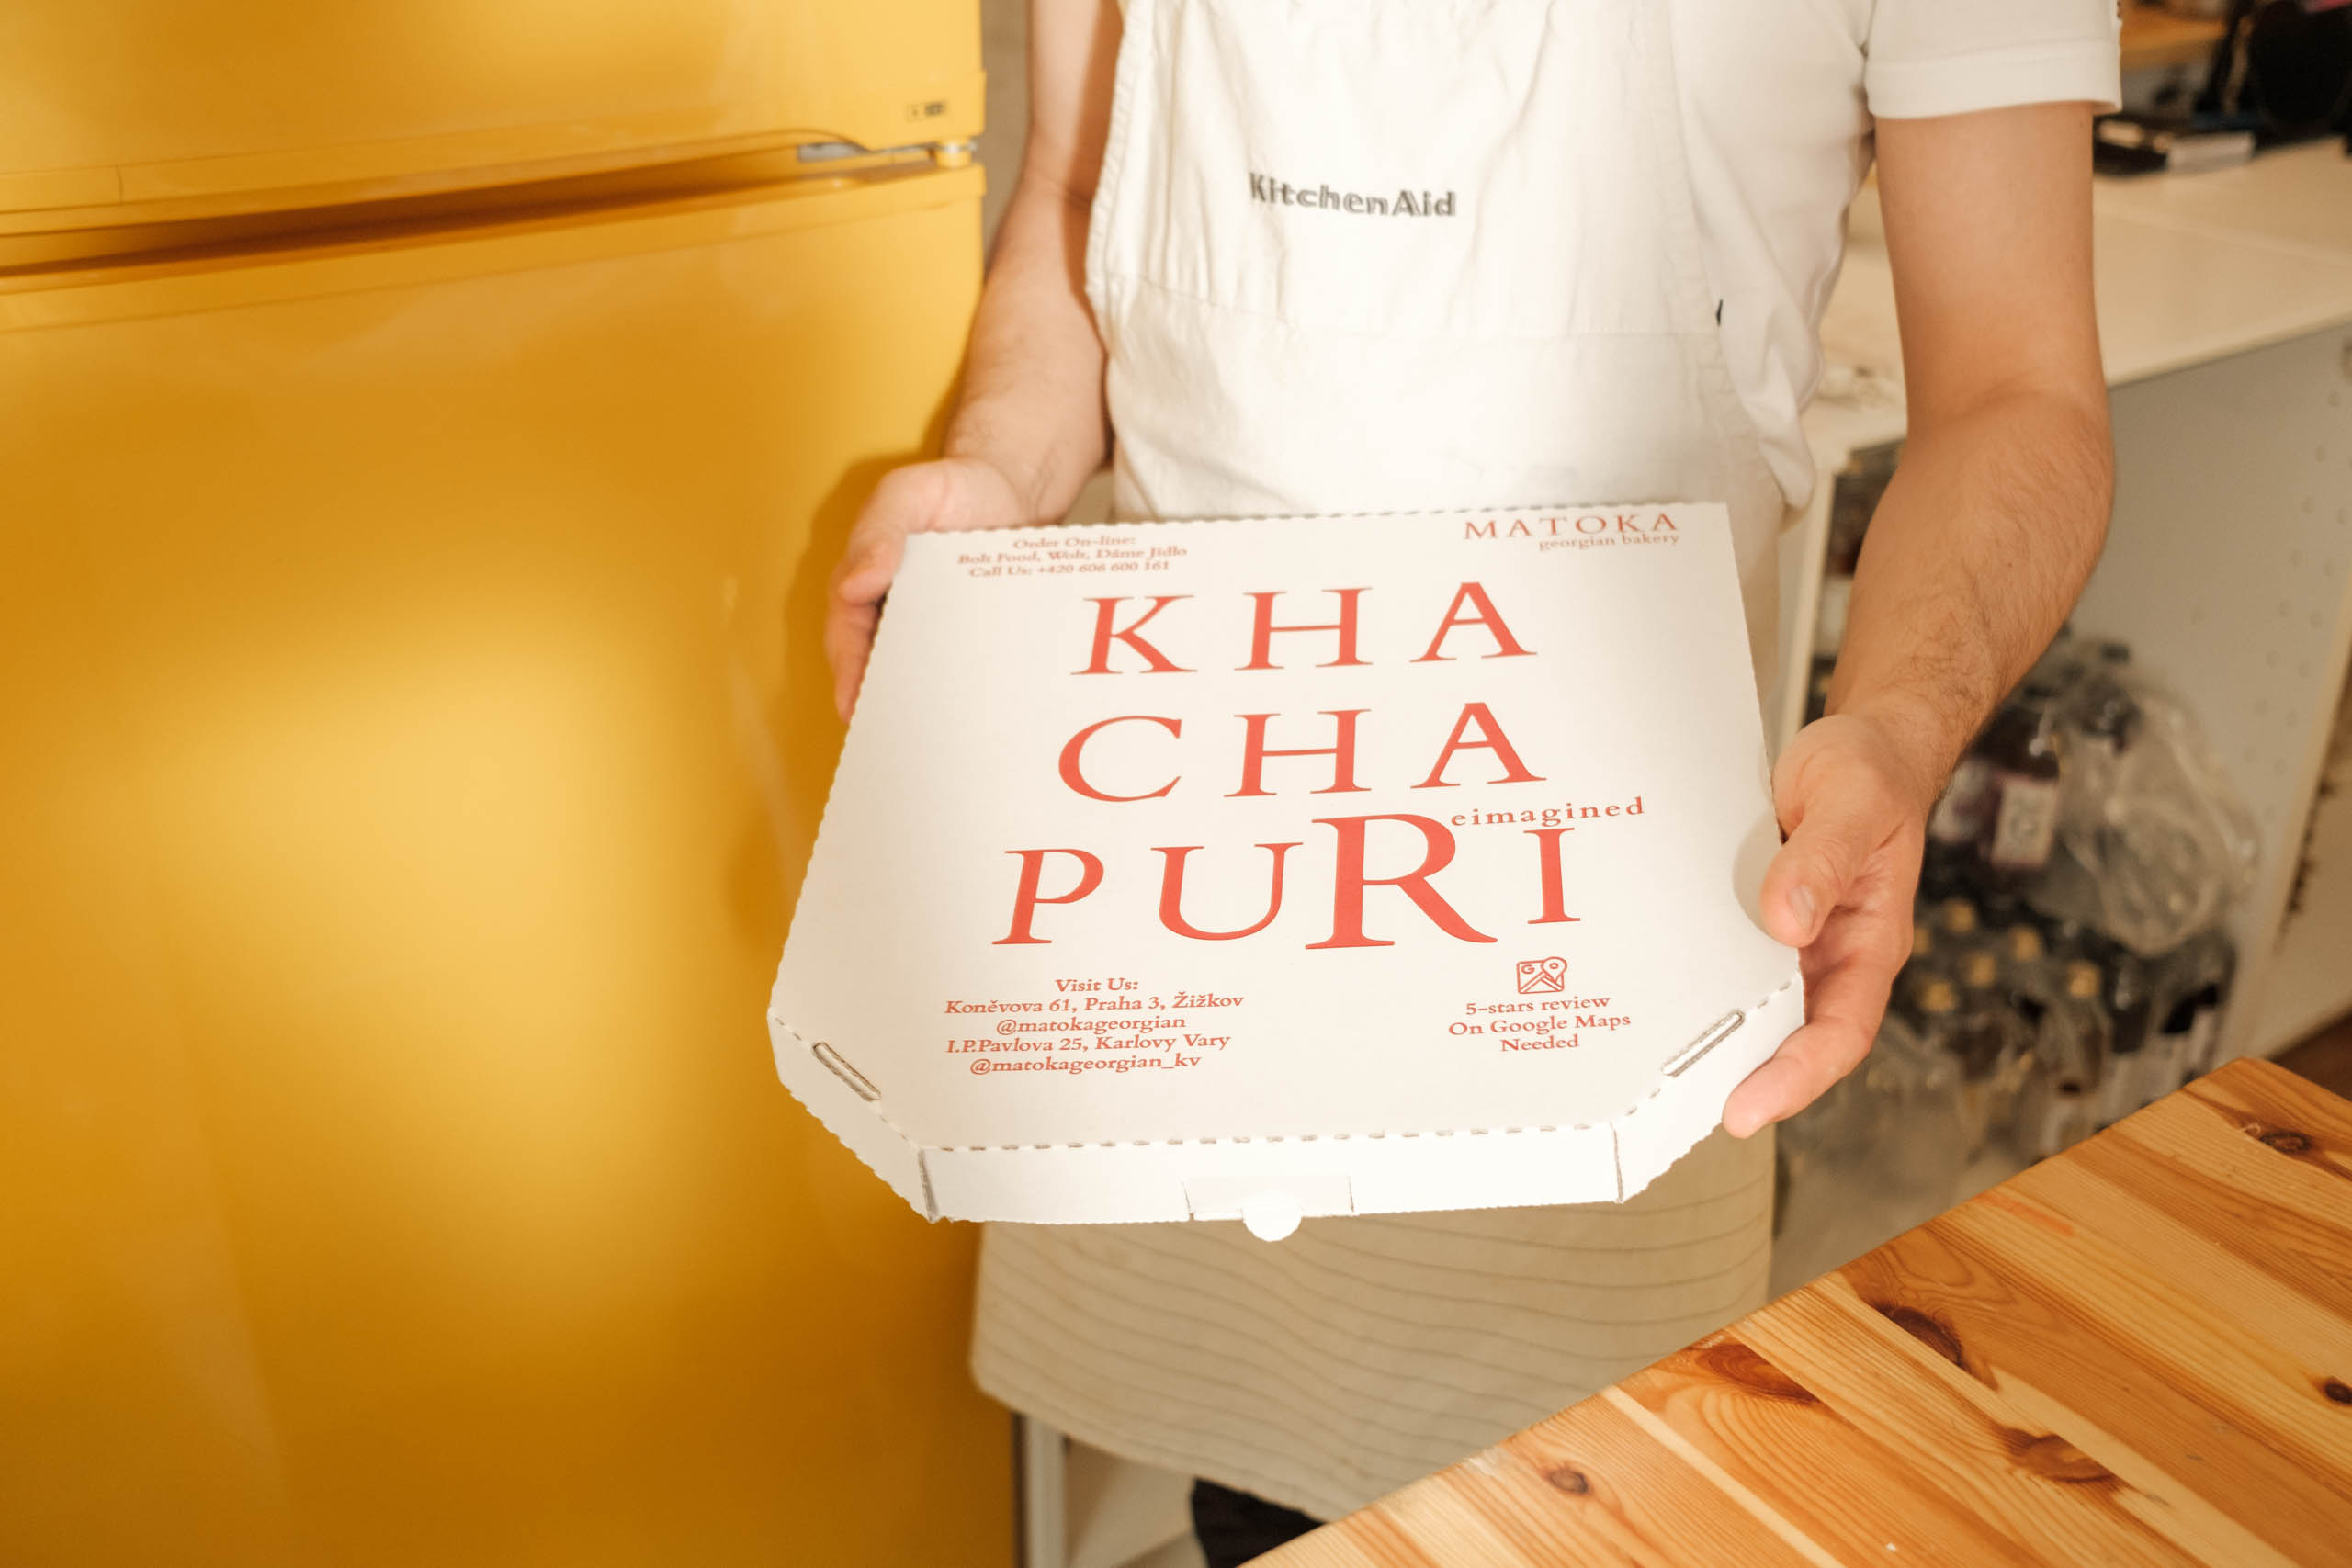 KitchenAid
Order On-line:
Bolt Food, Wolt, Dáme Jídlo
Call Us: +420 606 600 161
MATOKA
georgian bakery
KHA
CHA
PURI
eimagined
Visit Us:
Koněvova 61, Praha 3, Žižkov
@matokageorgian
I.P.Pavlova 25, Karlovy Vary
@matokageorgian_kv
5-stars review
On Google Maps
Needed